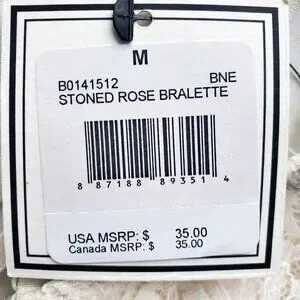 M
B0141512 BNE
STONED ROSE BRALETTE
8 87188 89351 4
USA MSRP: $ 35.00
Canada MSRP: $ 35.00